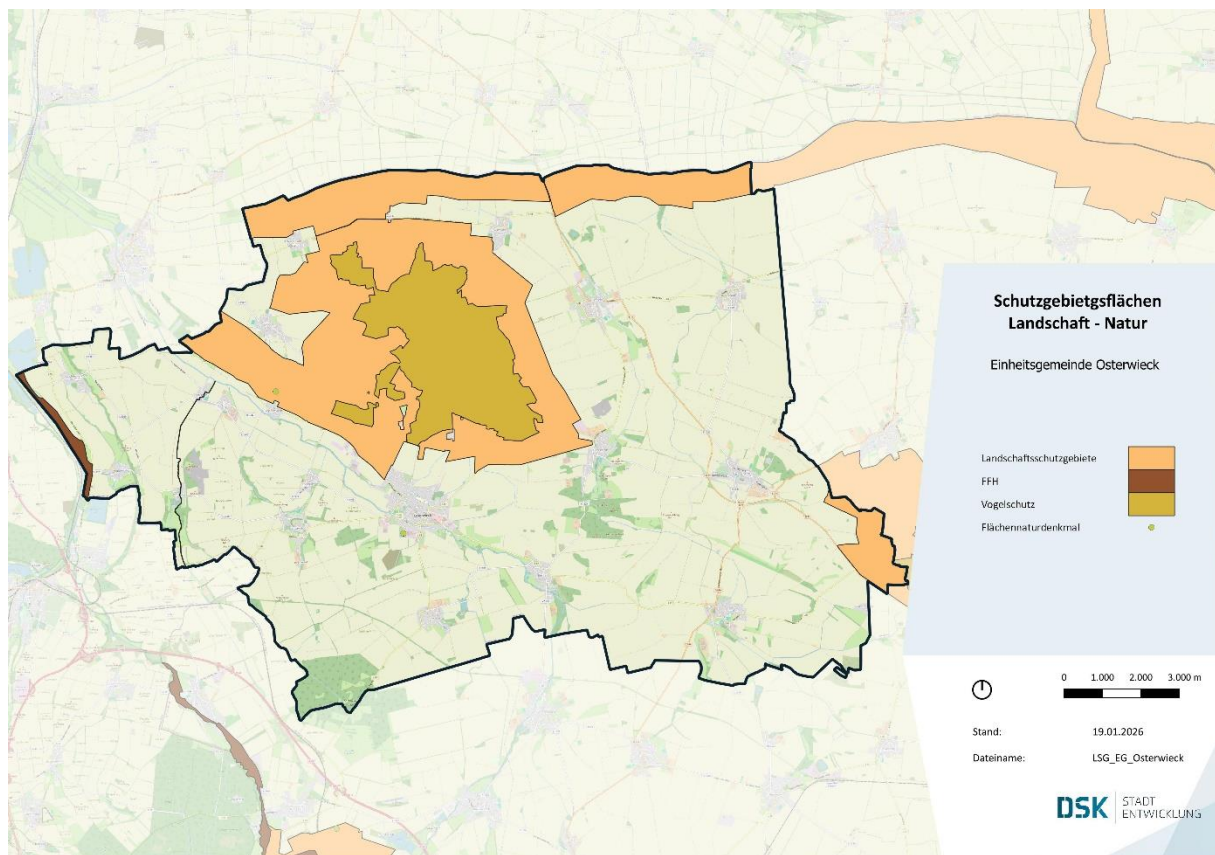 Schutzgebietgsflächen
Landschaft - Natur
Einheitsgemeinde Osterwieck
Landschaftsschutzgebiete
FFH
Vogelschutz
Flächennaturdenkmal
0 1.000 2.000 3.000 m
Stand: 19.01.2026
Dateiname: LSG_EG_Osterwieck
DSK
STADT
ENTWICKLUNG